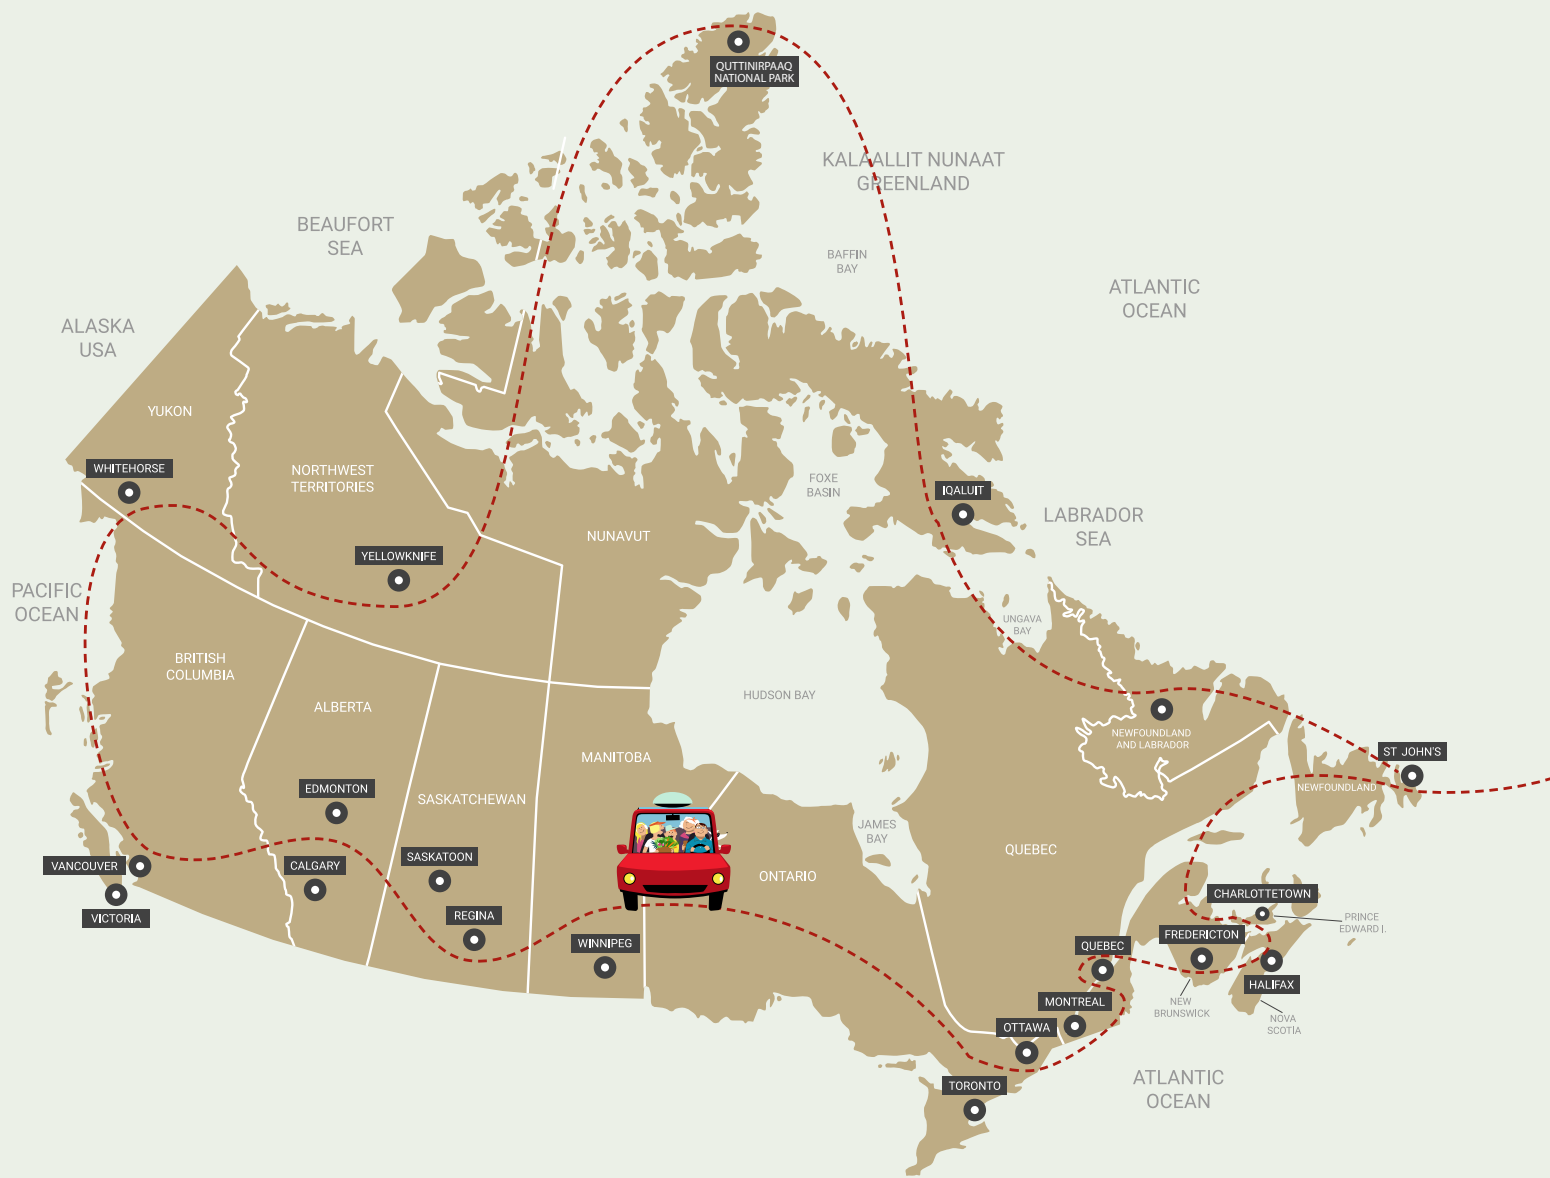 QUTTINIRPAAQ
NATIONAL PARK
KALAALLIT NUNAAT
GREENLAND
BEAUFORT
SEA
BAFFIN
BAY
ATLANTIC
OCEAN
ALASKA
USA
YUKON
WHITEHORSE
NORTHWEST
TERRITORIES
FOXE
BASIN
IQALUIT
LABRADOR
SEA
NUNAVUT
YELLOWKNIFE
PACIFIC
OCEAN
UNGAVA
BAY
BRITISH
COLUMBIA
HUDSON BAY
ALBERTA
NEWFOUNDLAND
AND LABRADOR
ST JOHN'S
MANITOBA
EDMONTON
SASKATCHEWAN
NEWFOUNDLAND
JAMES
BAY
QUEBEC
VANCOUVER
CALGARY
SASKATOON
ONTARIO
CHARLOTTETOWN
VICTORIA
REGINA
PRINCE
EDWARD I.
WINNIPEG
QUEBEC
FREDERICTON
HALIFAX
MONTREAL
NEW
BRUNSWICK
NOVA
SCOTIA
OTTAWA
TORONTO
ATLANTIC
OCEAN